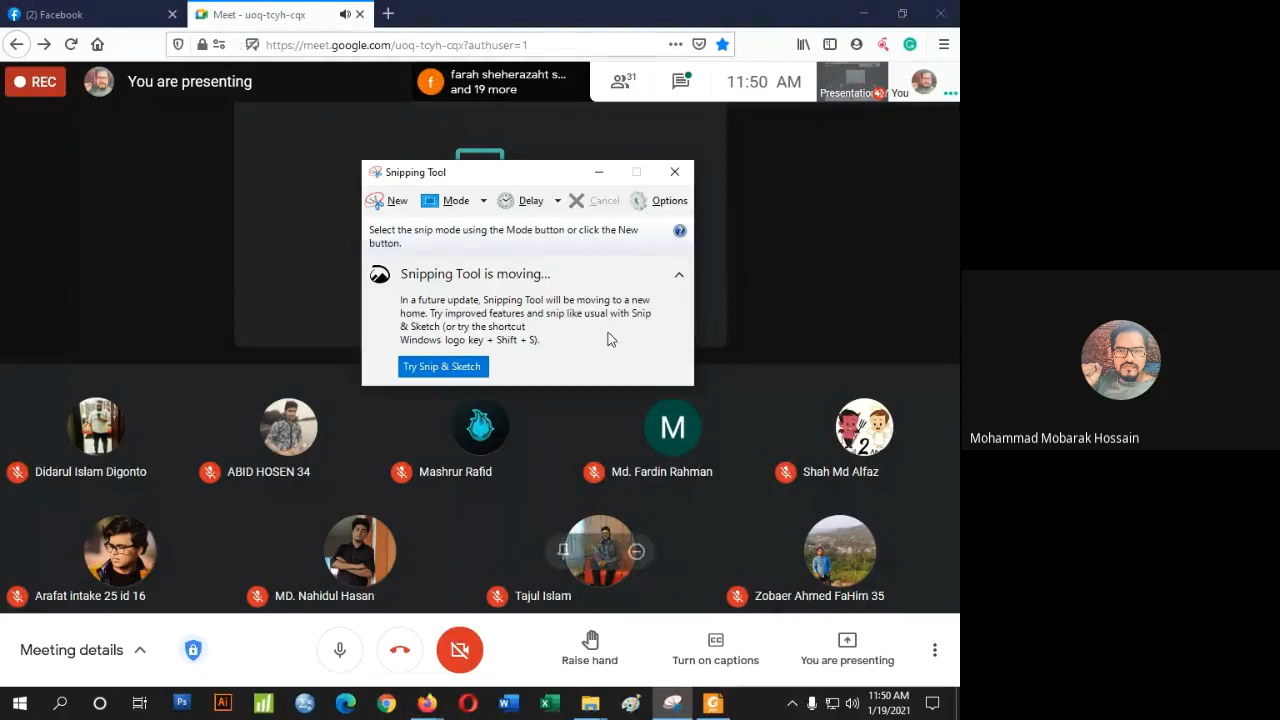 (2) Facebook
Meet - uoq-tcyh-cqx
https://meet.google.com/uoq-tcyh-cqx?authuser=1
REC
You are presenting
f
farah sheherazaht s...
and 19 more
31
11:50 AM
Presentation
You
Snipping Tool
New
Mode
Delay
Cancel
Options
Select the snip mode using the Mode button or click the New
button.
Snipping Tool is moving...
In a future update, Snipping Tool will be moving to a new
home. Try improved features and snip like usual with Snip
& Sketch (or try the shortcut
Windows logo key + Shift + S).
Try Snip & Sketch
M
2
Didarul Islam Digonto
ABID HOSEN 34
Mashrur Rafid
Md. Fardin Rahman
Shah Md Alfaz
Arafat intake 25 id 16
MD. Nahidul Hasan
Tajul Islam
Zobaer Ahmed FaHim 35
Mohammad Mobarak Hossain
Meeting details
Raise hand
Turn on captions
You are presenting
Ps
Ai
11:50 AM
1/19/2021